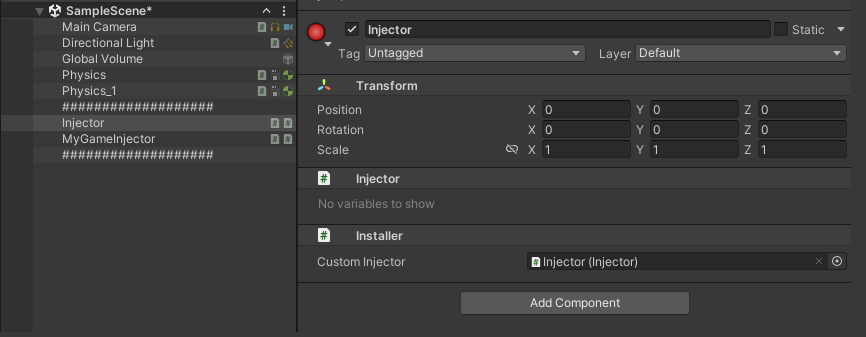 SampleScene*
Main Camera
Directional Light
Global Volume
Physics
Physics_1
###################
Injector
MyGameInjector
###################
Injector
Static
Tag Untagged Layer Default
Transform
Position X 0 Y 0 Z 0
Rotation X 0 Y 0 Z 0
Scale X 1 Y 1 Z 1
# Injector
No variables to show
# Installer
Custom Injector # Injector (Injector)
Add Component